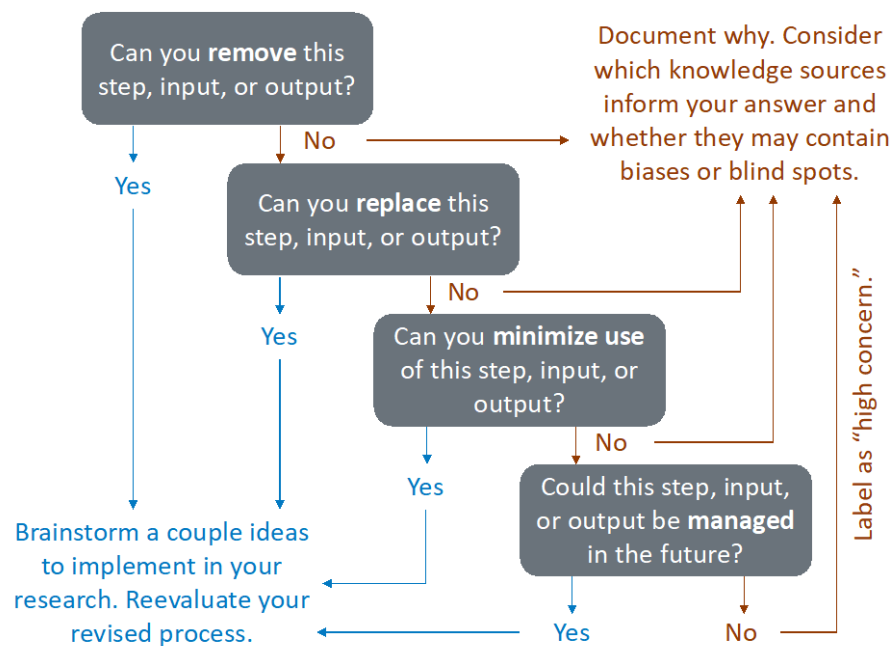 Can you remove this
step, input, or output?
Document why. Consider
which knowledge sources
inform your answer and
whether they may contain
biases or blind spots.
No
Yes
Can you replace this
step, input, or output?
No
Yes
Can you minimize use
of this step, input, or
output?
No
Yes
Label as “high concern.”
Could this step, input,
or output be managed
in the future?
Brainstorm a couple ideas
to implement in your
research. Reevaluate your
revised process.
Yes
No